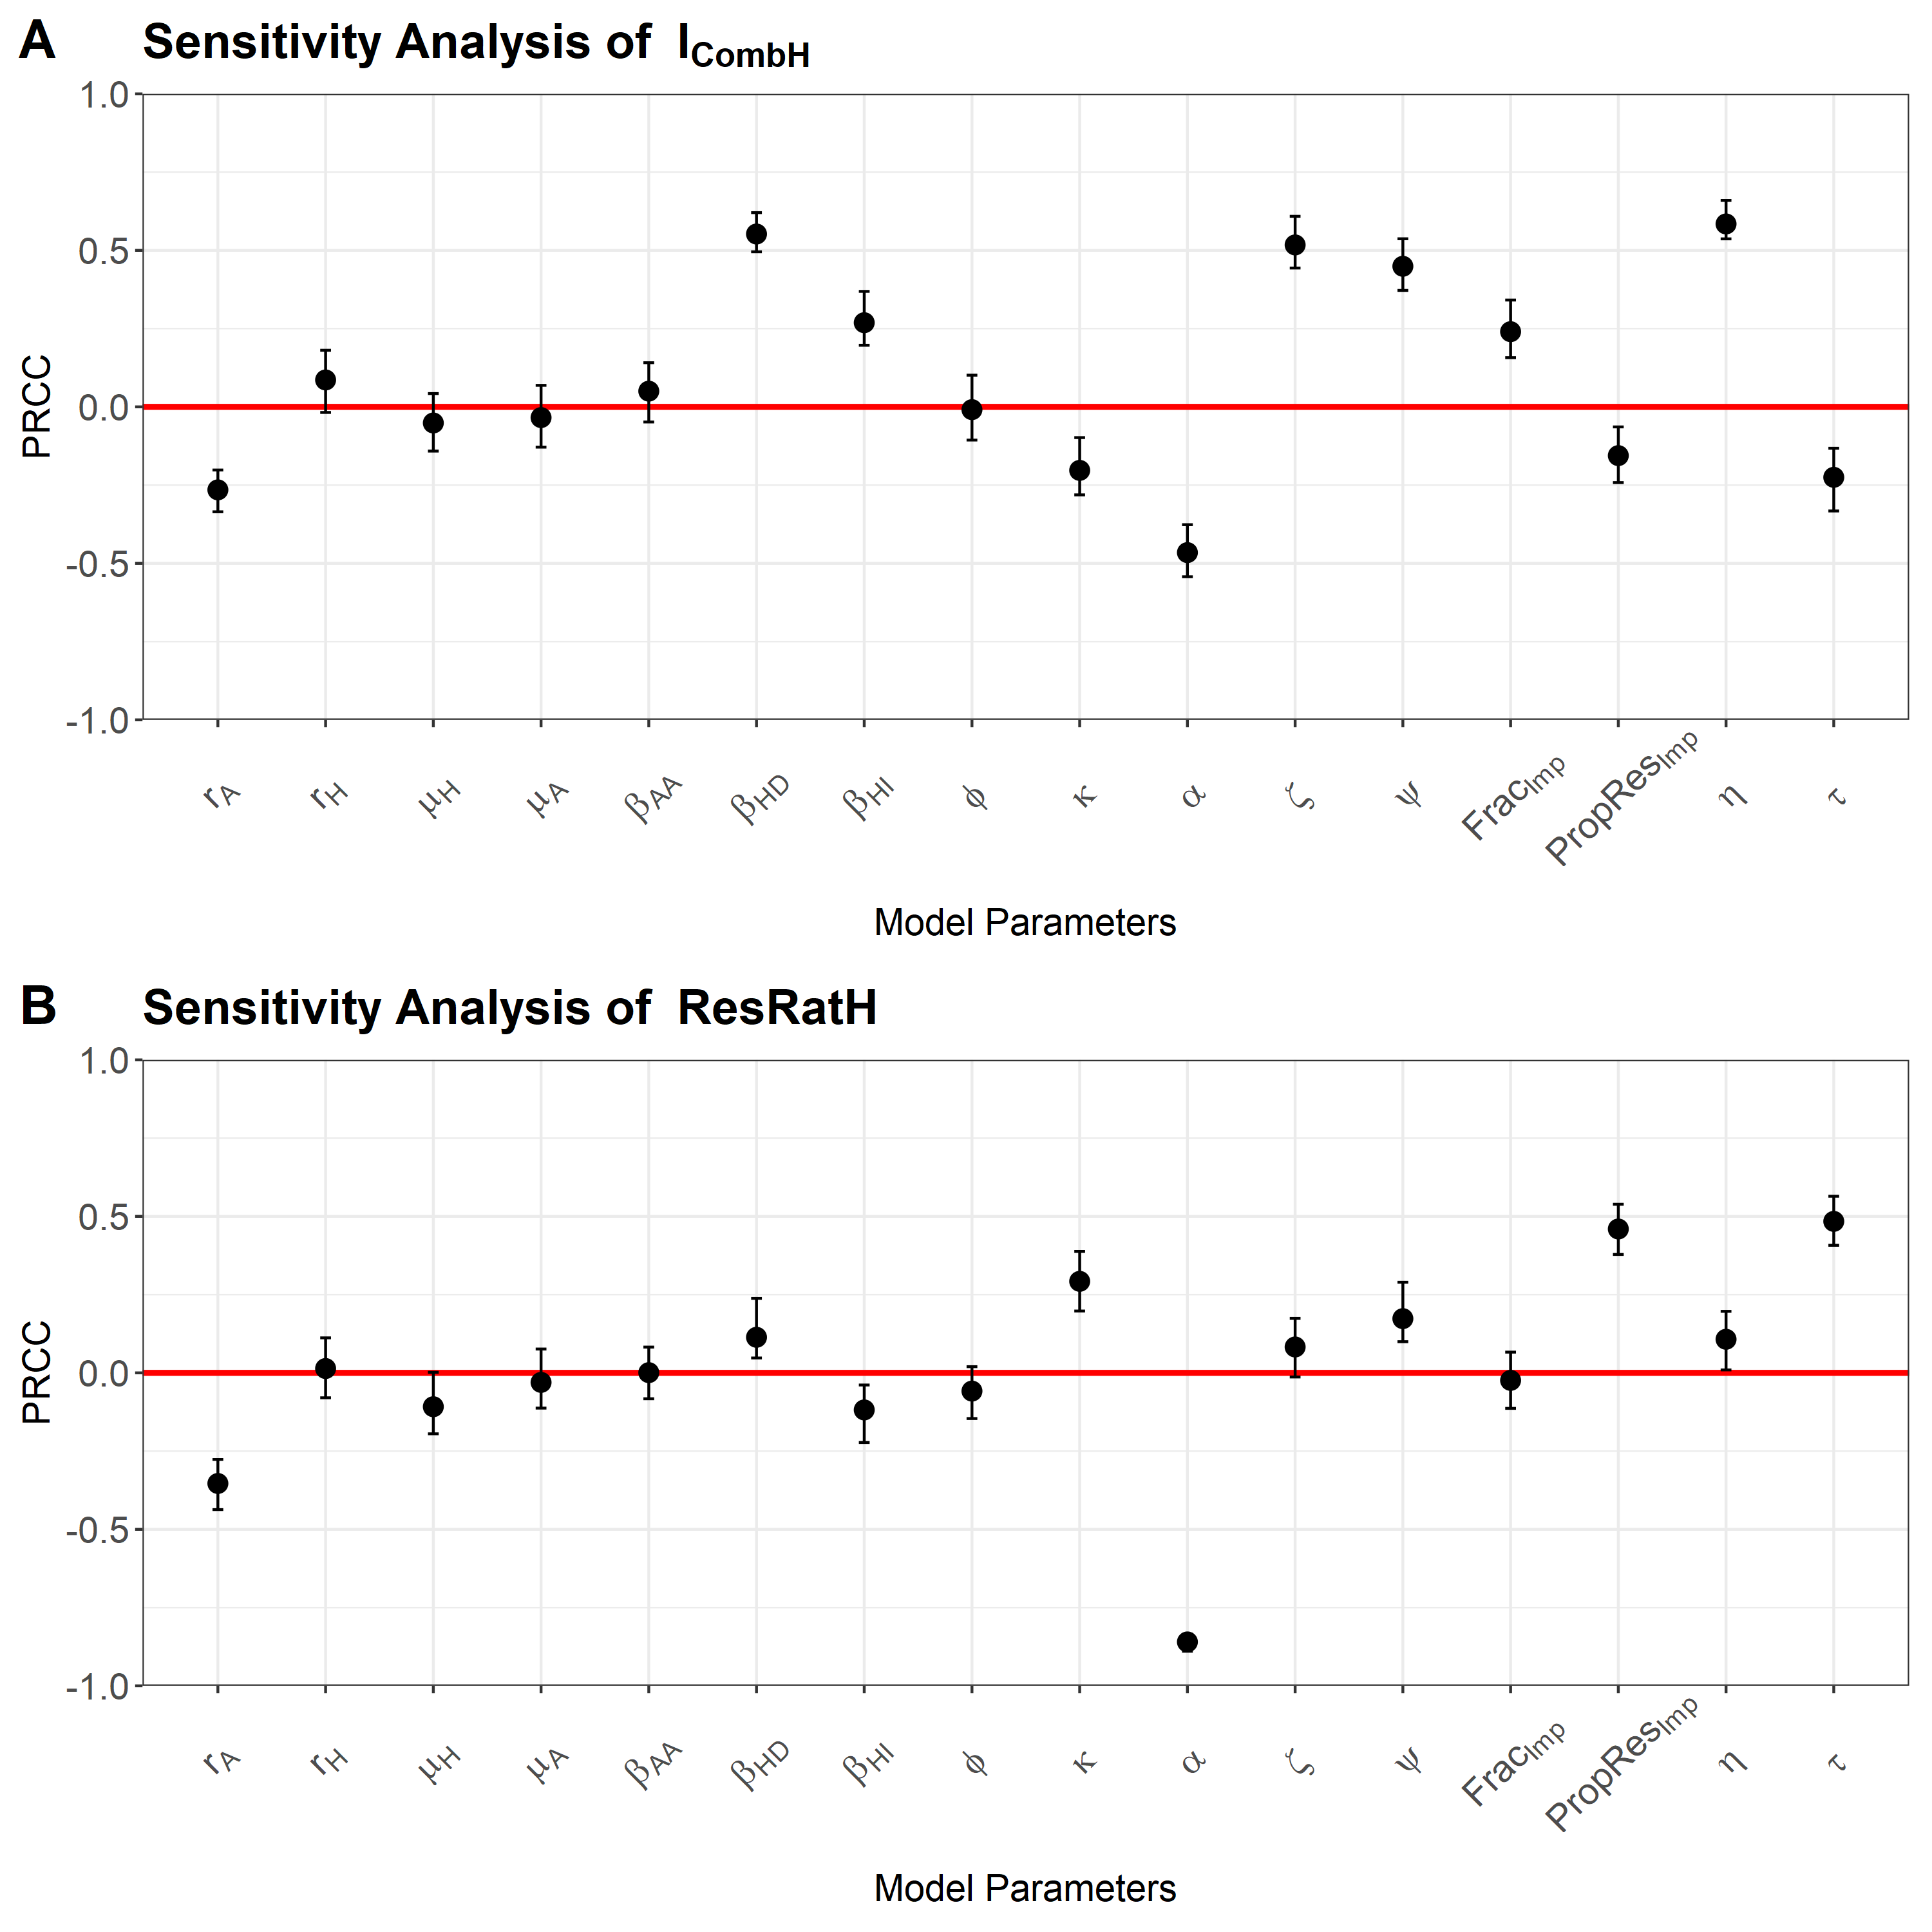 A Sensitivity Analysis of I_CombH
1.0
0.5
0.0
-0.5
-1.0
PRCC
r_A r_H μ_H μ_A β_AA β_HD β_HI ϕ κ α ζ ψ Frac_Imp PropRes_Imp η τ
Model Parameters
B Sensitivity Analysis of ResRatH
1.0
0.5
0.0
-0.5
-1.0
PRCC
r_A r_H μ_H μ_A β_AA β_HD β_HI ϕ κ α ζ ψ Frac_Imp PropRes_Imp η τ
Model Parameters